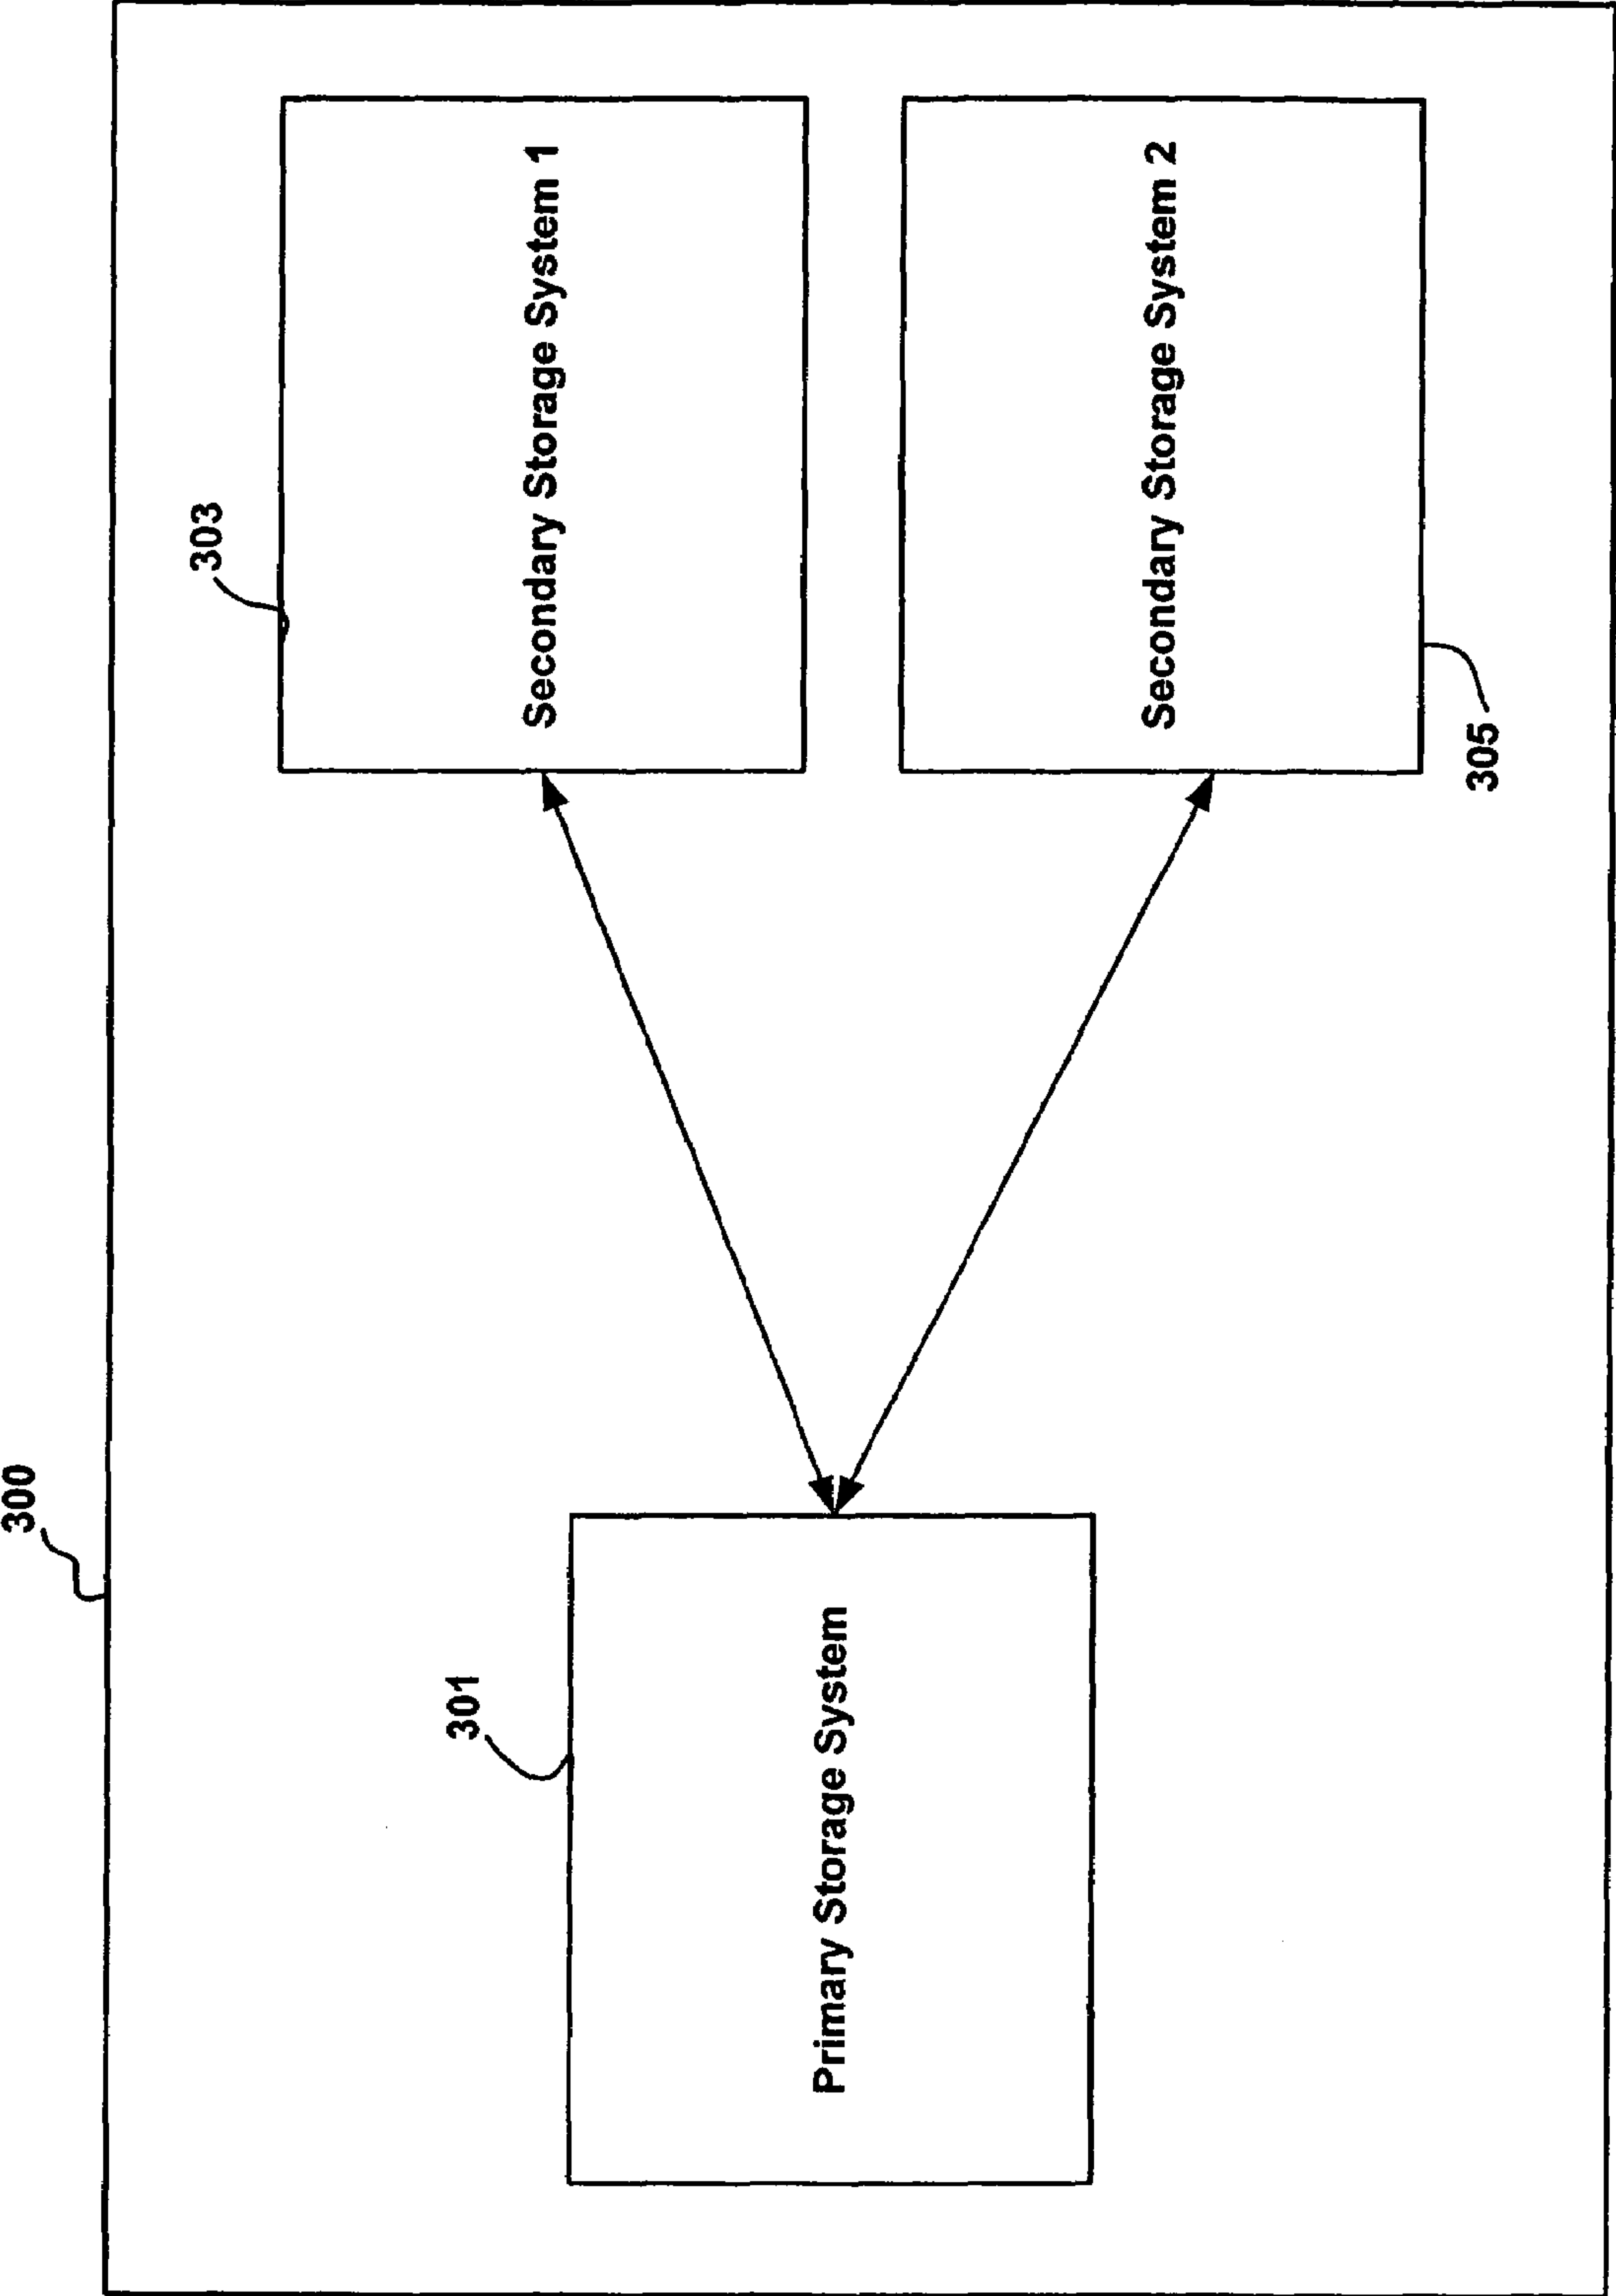 300
303
Secondary Storage System 1
301
Primary Storage System
Secondary Storage System 2
305